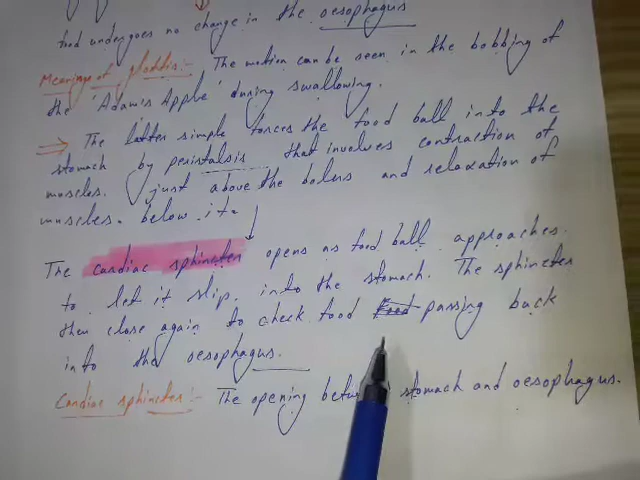 food undergoes no change in the oesophagus
Meaning of glottis :- The motion can be seen in the bobbing of
the 'Adam's Apple' during swallowing.
⇒ The latter simple forces the food ball into the
stomach by peristalsis that involves contraction of
muscles. just above the bolus and relaxation of
muscles. below it.
The cardiac sphincter opens as food ball approaches.
to let it slip. into the stomach. The sphincter
then close again to check food passing back
into the oesophagus.
Cardiac sphincter :- The opening stomach and oesophagus.